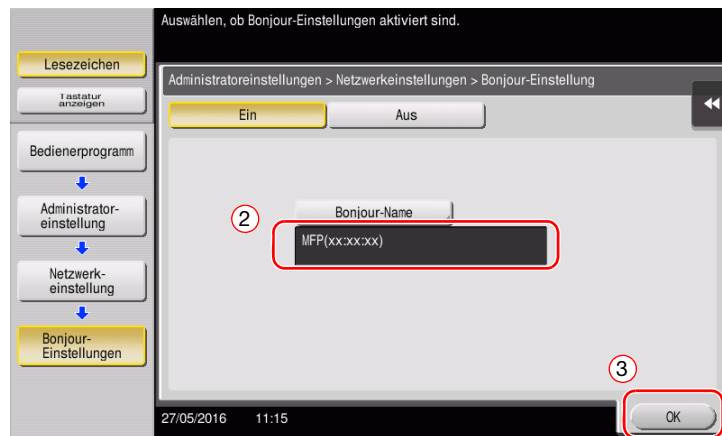 Auswählen, ob Bonjour-Einstellungen aktiviert sind.
Lesezeichen
Tastatur
anzeigen
Bedienerprogramm
Administrator-
einstellung
Netzwerk-
einstellung
Bonjour-
Einstellungen
Administratoreinstellungen > Netzwerkeinstellungen > Bonjour-Einstellung
Ein
Aus
2
Bonjour-Name
MFP(xx:xx:xx)
3
27/05/2016 11:15
OK